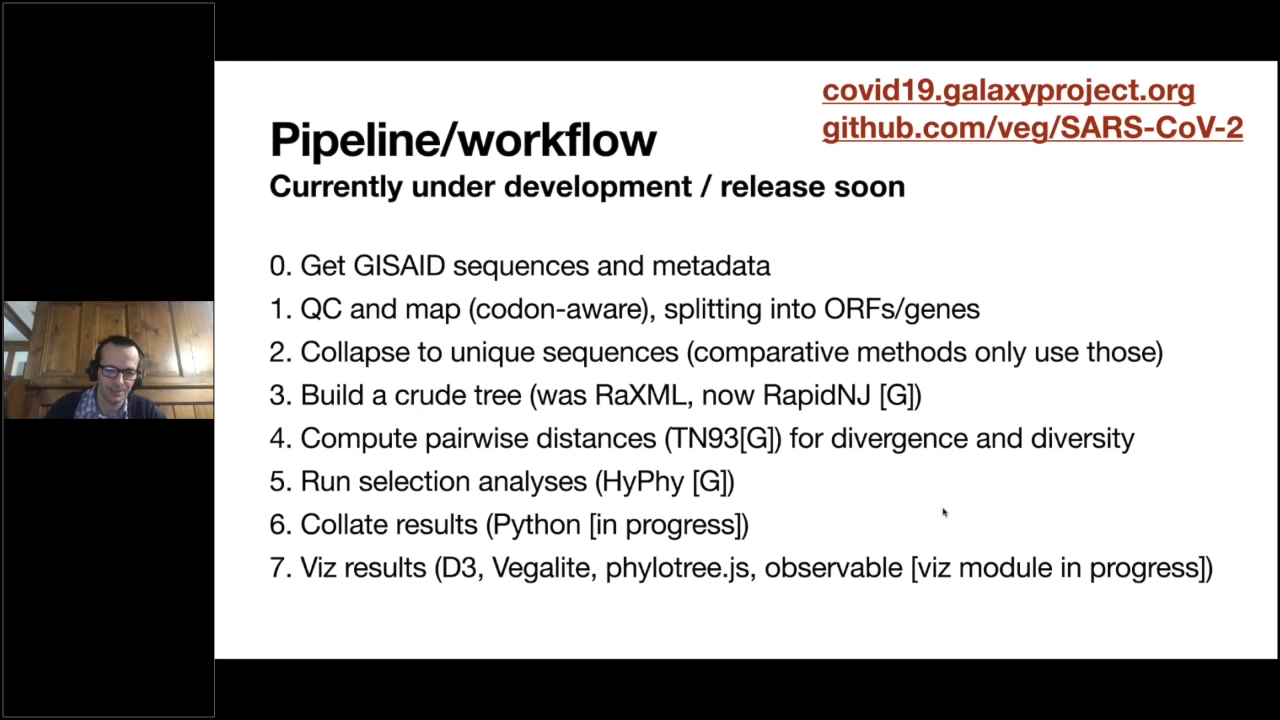 covid19.galaxyproject.org
github.com/veg/SARS-CoV-2
Pipeline/workflow
Currently under development / release soon
0. Get GISAID sequences and metadata
1. QC and map (codon-aware), splitting into ORFs/genes
2. Collapse to unique sequences (comparative methods only use those)
3. Build a crude tree (was RaXML, now RapidNJ [G])
4. Compute pairwise distances (TN93[G]) for divergence and diversity
5. Run selection analyses (HyPhy [G])
6. Collate results (Python [in progress])
7. Viz results (D3, Vegalite, phylotree.js, observable [viz module in progress])